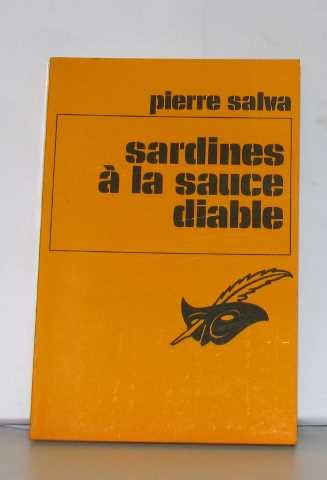 pierre salva
sardines
à la sauce
diable